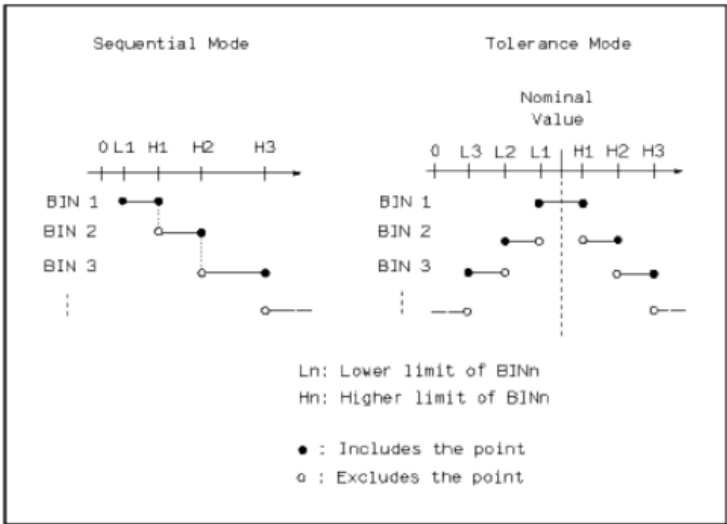 Sequential Mode
Tolerance Mode
Nominal
Value
0 L1 H1 H2 H3
0 L3 L2 L1 H1 H2 H3
BIN 1
BIN 2
BIN 3
BIN 1
BIN 2
BIN 3
Ln: Lower limit of BINn
Hn: Higher limit of BINn
● : Includes the point
○ : Excludes the point